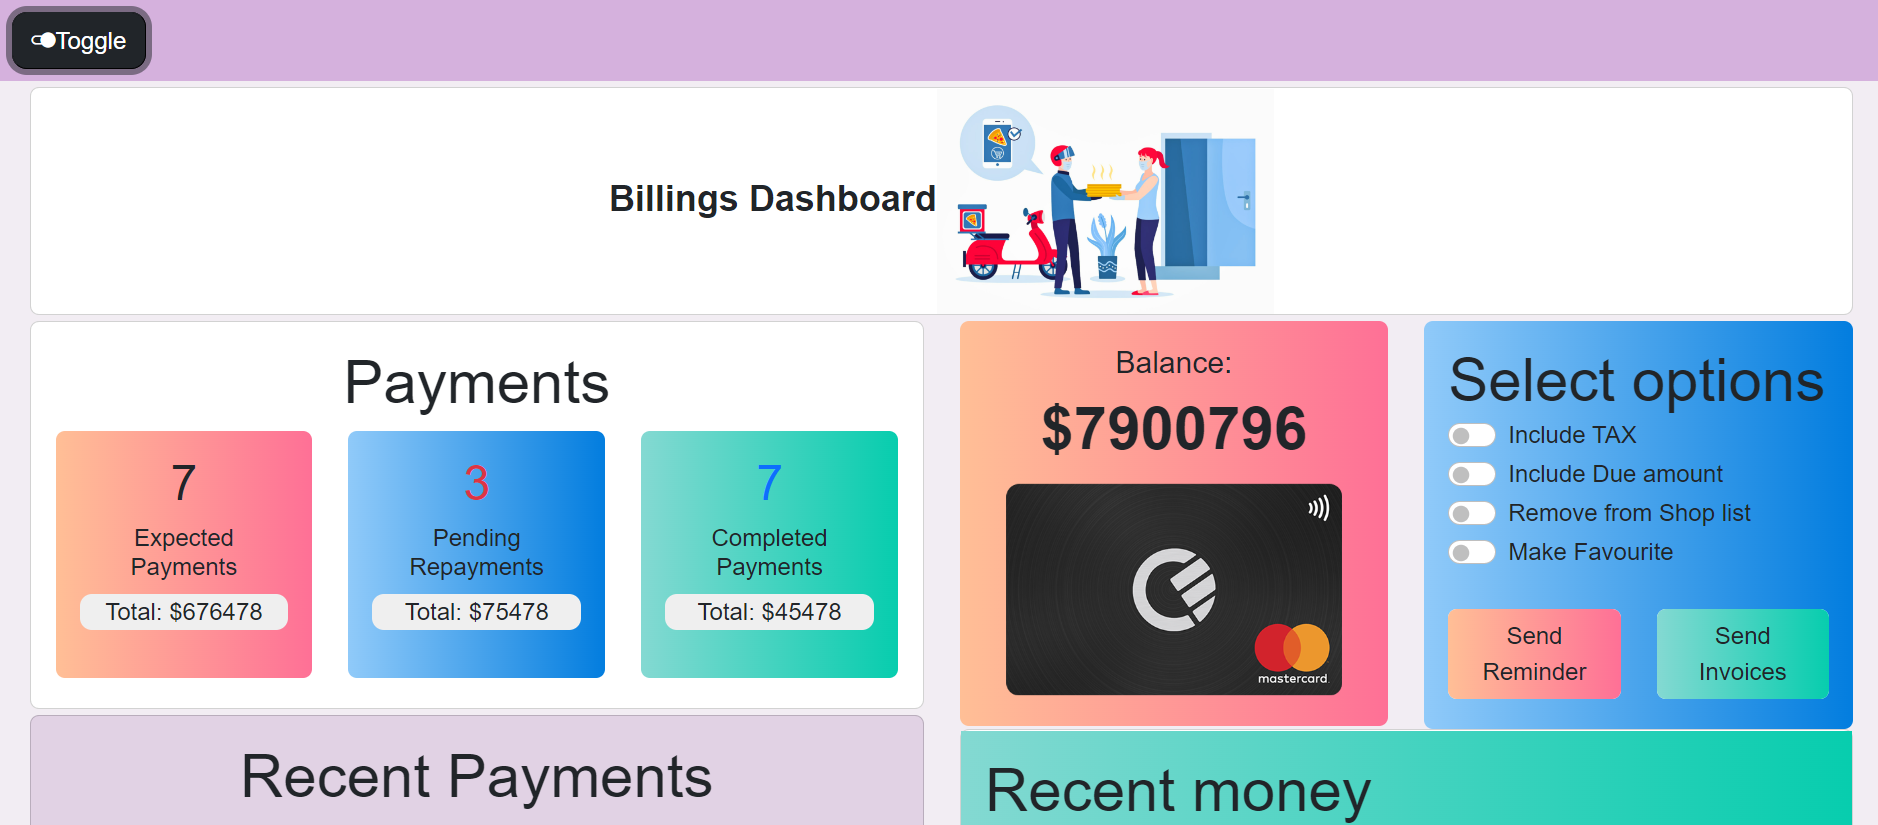 Toggle
Billings Dashboard
Payments
7
Expected
Payments
Total: $676478
3
Pending
Repayments
Total: $75478
7
Completed
Payments
Total: $45478
Balance:
$7900796
mastercard.
Select options
Include TAX
Include Due amount
Remove from Shop list
Make Favourite
Send
Reminder
Send
Invoices
Recent Payments
Recent money